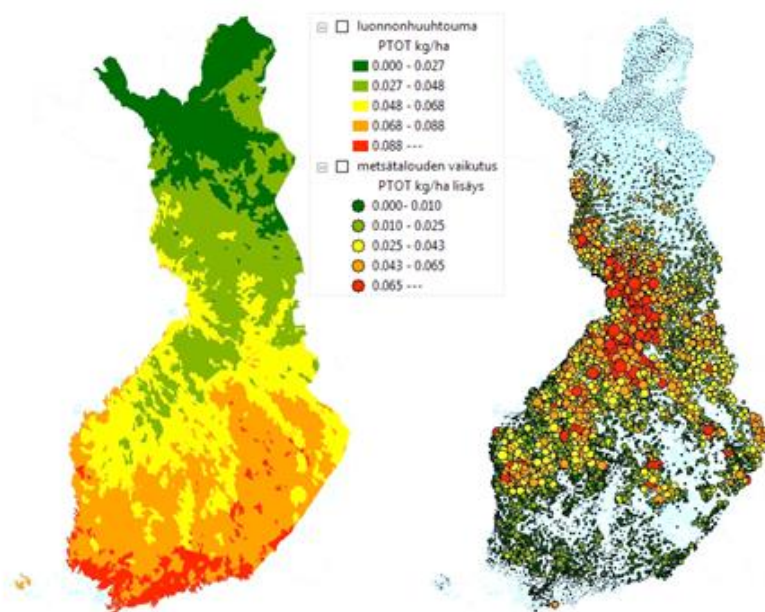 luonnonhuuhtouma
PTOT kg/ha
0.000 - 0.027
0.027 - 0.048
0.048 - 0.068
0.068 - 0.088
0.088 ---
metsätalouden vaikutus
PTOT kg/ha lisäys
0.000- 0.010
0.010 - 0.025
0.025 - 0.043
0.043 - 0.065
0.065 ---